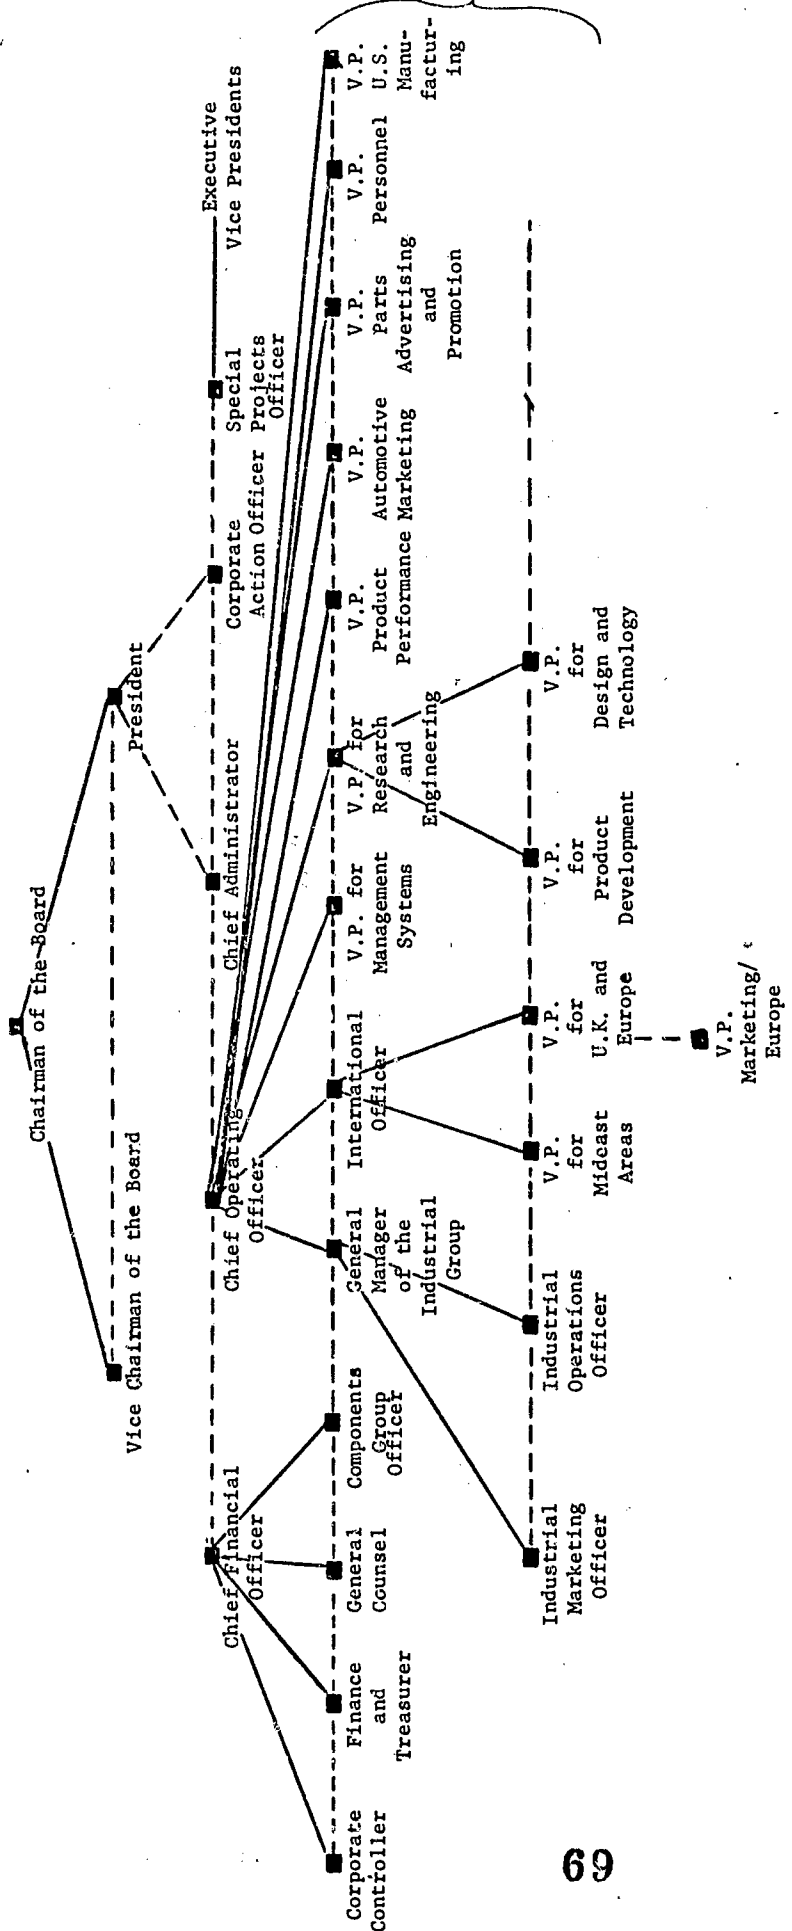 Chairman of the Board
Vice Chairman of the Board
President
Chief Financial
Officer
Chief Operating
Officer
Chief Administrator
Corporate
Action Officer
Special
Projects
Officer
Executive
Vice Presidents
Corporate
Controller
Finance
and
Treasurer
General
Counsel
Components
Group
Officer
General
Manager
of the
Industrial
Group
International
Officer
V.P. for
Management
Systems
V.P. for
Research
and
Engineering
V.P.
Product
Performance
V.P.
Automotive
Marketing
V.P.
Parts
Advertising
and
Promotion
V.P.
Personnel
V.P.
U.S.
Manu-
factur-
ing
Industrial
Marketing
Officer
Industrial
Operations
Officer
V.P.
for
Mideast
Areas
V.P.
for
U.K. and
Europe
V.P.
for
Product
Development
V.P.
for
Design and
Technology
V.P.
Marketing/
Europe
69